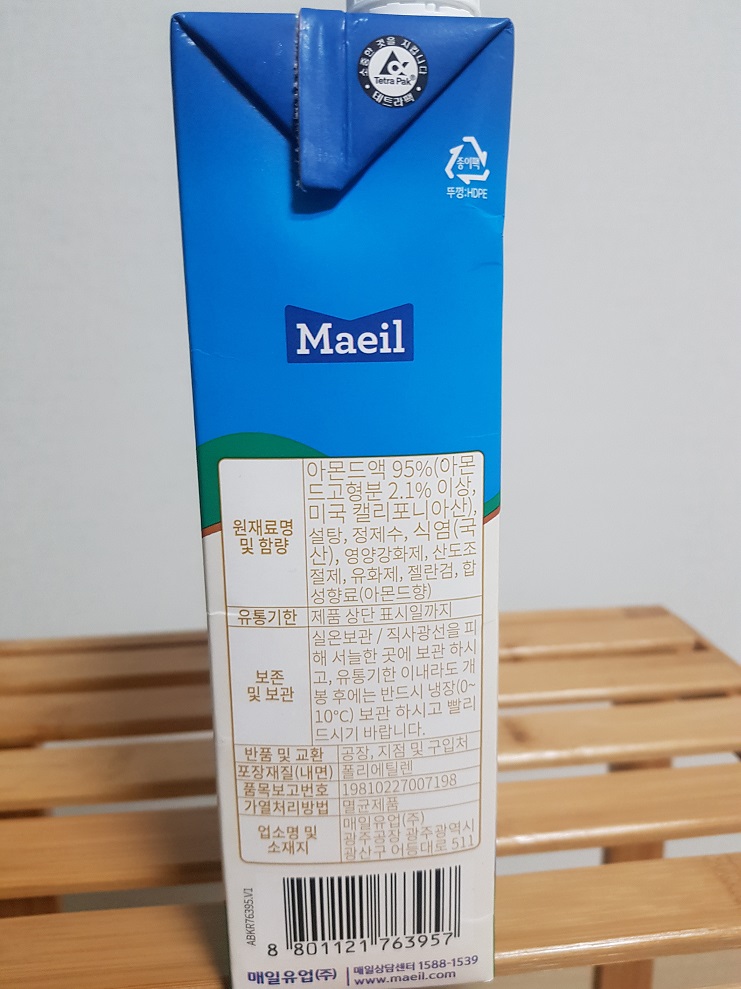 소중한 것을 지킵니다
Tetra Pak®
테트라팩
종이팩
뚜껑:HDPE
Maeil
원재료명 및 함량
아몬드액 95%(아몬
드고형분 2.1% 이상,
미국 캘리포니아산),
설탕, 정제수, 식염(국
산), 영양강화제, 산도조
절제, 유화제, 젤란검, 합
성향료(아몬드향)
유통기한 제품 상단 표시일까지
보존 및 보관
실온보관 / 직사광선을 피
해 서늘한 곳에 보관 하시
고, 유통기한 이내라도 개
봉 후에는 반드시 냉장(0~
10℃) 보관 하시고 빨리
드시기 바랍니다.
반품 및 교환 공장, 지점 및 구입처
포장재질(내면) 폴리에틸렌
품목보고번호 19810227007198
가열처리방법 멸균제품
업소명 및 소재지
매일유업(주)
광주공장 광주광역시
광산구 어등대로 511
ABKR76395.V1
8 801121 763957
매일유업(주)
매일상담센터 1588-1539
www.maeil.com